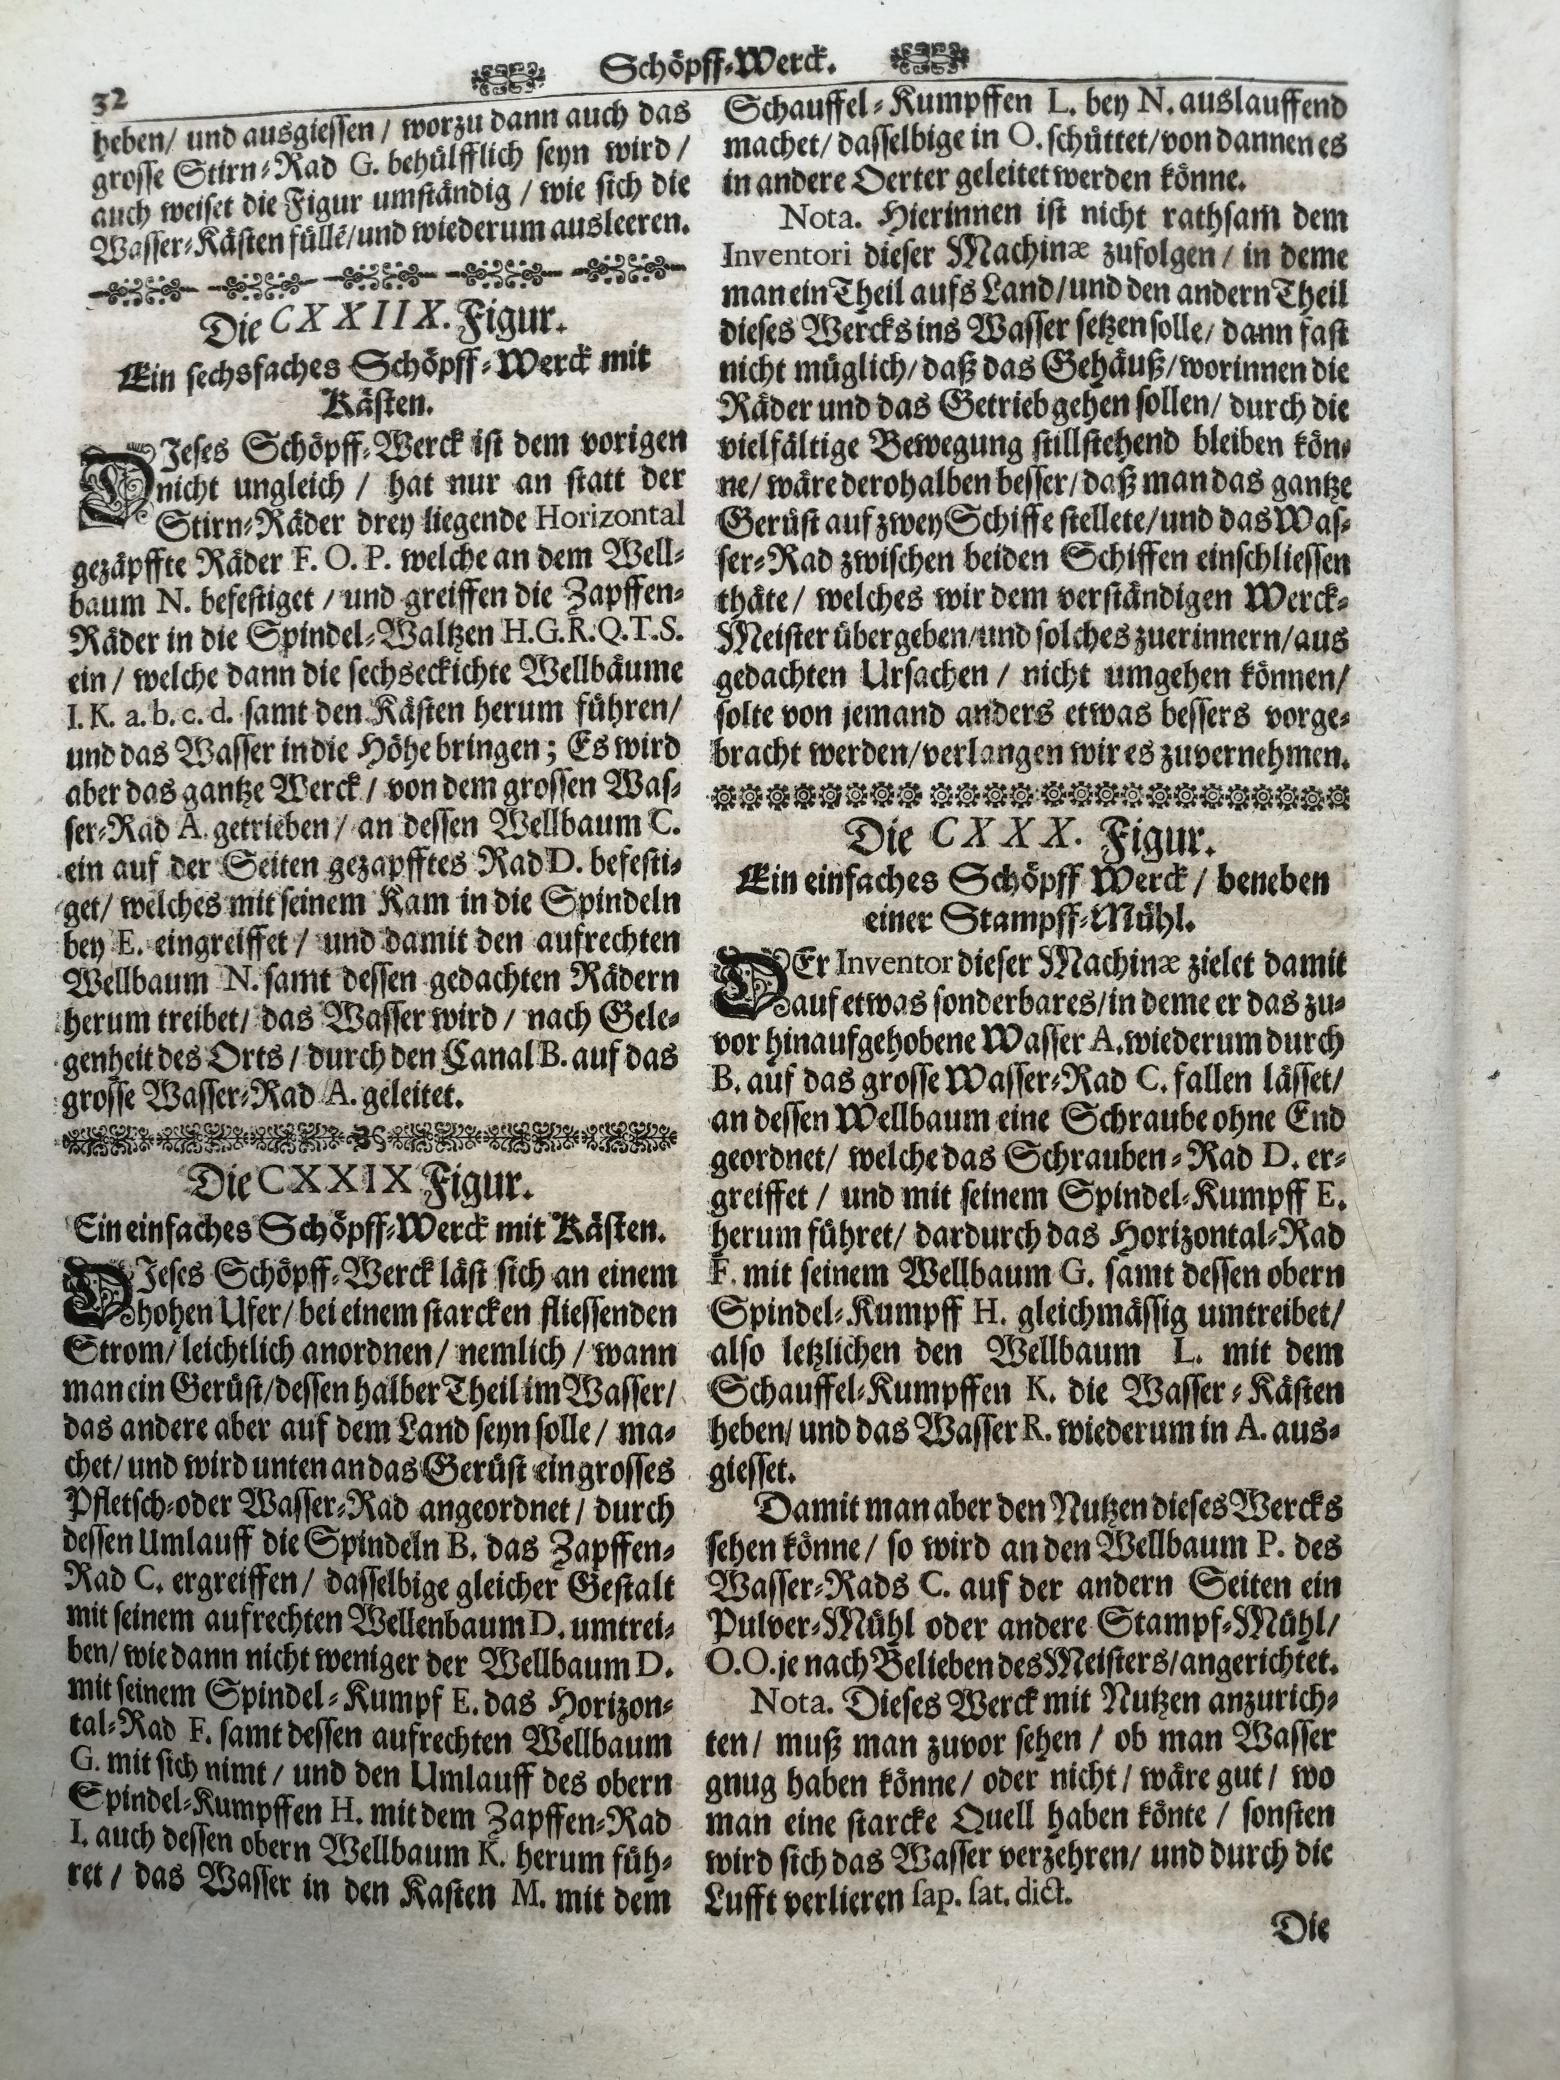 32
Schöpff-Werck.
heben/ und ausgiessen / worzu dann auch das
grosse Stirn-Rad G. behülfflich seyn wird /
auch weiset die Figur umständig / wie sich die
Wasser-Kästen füllẽ/und wiederum ausleeren.
Die CXXIIX. Figur.
Ein sechsfaches Schöpff-Werck mit
Kästen.
DJeses Schöpff-Werck ist dem vorigen
nicht ungleich / hat nur an statt der
Stirn-Räder drey liegende Horizontal
gezäpffte Räder F. O. P. welche an dem Well-
baum N. befestiget / und greiffen die Zapffen-
Räder in die Spindel-Waltzen H.G.R.Q.T.S.
ein / welche dann die sechseckichte Wellbäume
I. K. a. b. c. d. samt den Kästen herum führen/
und das Wasser in die Höhe bringen; Es wird
aber das gantze Werck / von dem grossen Was-
ser-Rad A. getrieben / an dessen Wellbaum C.
ein auf der Seiten gezapfftes Rad D. befesti-
get/ welches mit seinem Kam in die Spindeln
bey E. eingreiffet / und damit den aufrechten
Wellbaum N. samt dessen gedachten Rädern
herum treibet/ das Wasser wird / nach Gele-
genheit des Orts / durch den Canal B. auf das
grosse Wasser-Rad A. geleitet.
Die CXXIX Figur.
Ein einfaches Schöpff-Werck mit Kästen.
DJeses Schöpff-Werck läst sich an einem
hohen Ufer/ bei einem starcken fliessenden
Strom/ leichtlich anordnen/ nemlich / wann
man ein Gerüst/dessen halber Theil im Wasser/
das andere aber auf dem Land seyn solle / ma-
chet/ und wird unten an das Gerüst ein grosses
Pfletsch-oder Wasser-Rad angeordnet / durch
dessen Umlauff die Spindeln B. das Zapffen-
Rad C. ergreiffen/ dasselbige gleicher Gestalt
mit seinem aufrechten Wellenbaum D. umtrei-
ben/ wie dann nicht weniger der Wellbaum D.
mit seinem Spindel-Kumpf E. das Horizon-
tal-Rad F. samt dessen aufrechten Wellbaum
G. mit sich nimt / und den Umlauff des obern
Spindel-Kumpffen H. mit dem Zapffen-Rad
I. auch dessen obern Wellbaum K. herum füh-
ret / das Wasser in den Kasten M. mit dem
Schauffel-Kumpffen L. bey N. auslauffend
machet/ dasselbige in O. schüttet/von dannen es
in andere Oerter geleitet werden könne.
Nota. Hierinnen ist nicht rathsam dem
Inventori dieser Machinæ zufolgen / in deme
man ein Theil aufs Land/und den andern Theil
dieses Wercks ins Wasser setzen solle/ dann fast
nicht müglich/ daß das Gehäuß/worinnen die
Räder und das Getrieb gehen sollen/ durch die
vielfältige Bewegung stillstehend bleiben kön-
ne/ wäre derohalben besser/ daß man das gantze
Gerüst auf zwey Schiffe stellete/und das Was-
ser-Rad zwischen beiden Schiffen einschliessen
thäte/ welches wir dem verständigen Werck-
Meister übergeben/und solches zuerinnern/aus
gedachten Ursachen / nicht umgehen können/
solte von jemand anders etwas bessers vorge-
bracht werden/verlangen wir es zuvernehmen.
Die CXXX. Figur.
Ein einfaches Schöpff Werck / beneben
einer Stampff-Mühl.
DEr Inventor dieser Machinæ zielet damit
auf etwas sonderbares/in deme er das zu-
vor hinaufgehobene Wasser A.wiederum durch
B. auf das grosse Wasser-Rad C. fallen lässet/
an dessen Wellbaum eine Schraube ohne End
geordnet/ welche das Schrauben-Rad D. er-
greiffet / und mit seinem Spindel-Kumpff E.
herum führet/ dardurch das Horizontal-Rad
F. mit seinem Wellbaum G. samt dessen obern
Spindel-Kumpff H. gleichmässig umtreibet/
also letzlichen den Wellbaum L. mit dem
Schauffel-Kumpffen K. die Wasser-Kästen
heben/ und das Wasser R. wiederum in A. aus-
giesset.
Damit man aber den Nutzen dieses Wercks
sehen könne / so wird an den Wellbaum P. des
Wasser-Rads C. auf der andern Seiten ein
Pulver-Mühl oder andere Stampf-Mühl/
O.O.je nach Belieben des Meisters/angerichtet.
Nota. Dieses Werck mit Nutzen anzurich-
ten/ muß man zuvor sehen / ob man Wasser
gnug haben könne/ oder nicht / wäre gut / wo
man eine starcke Quell haben könte / sonsten
wird sich das Wasser verzehren/ und durch die
Lufft verlieren sap. sat. dict.
Die